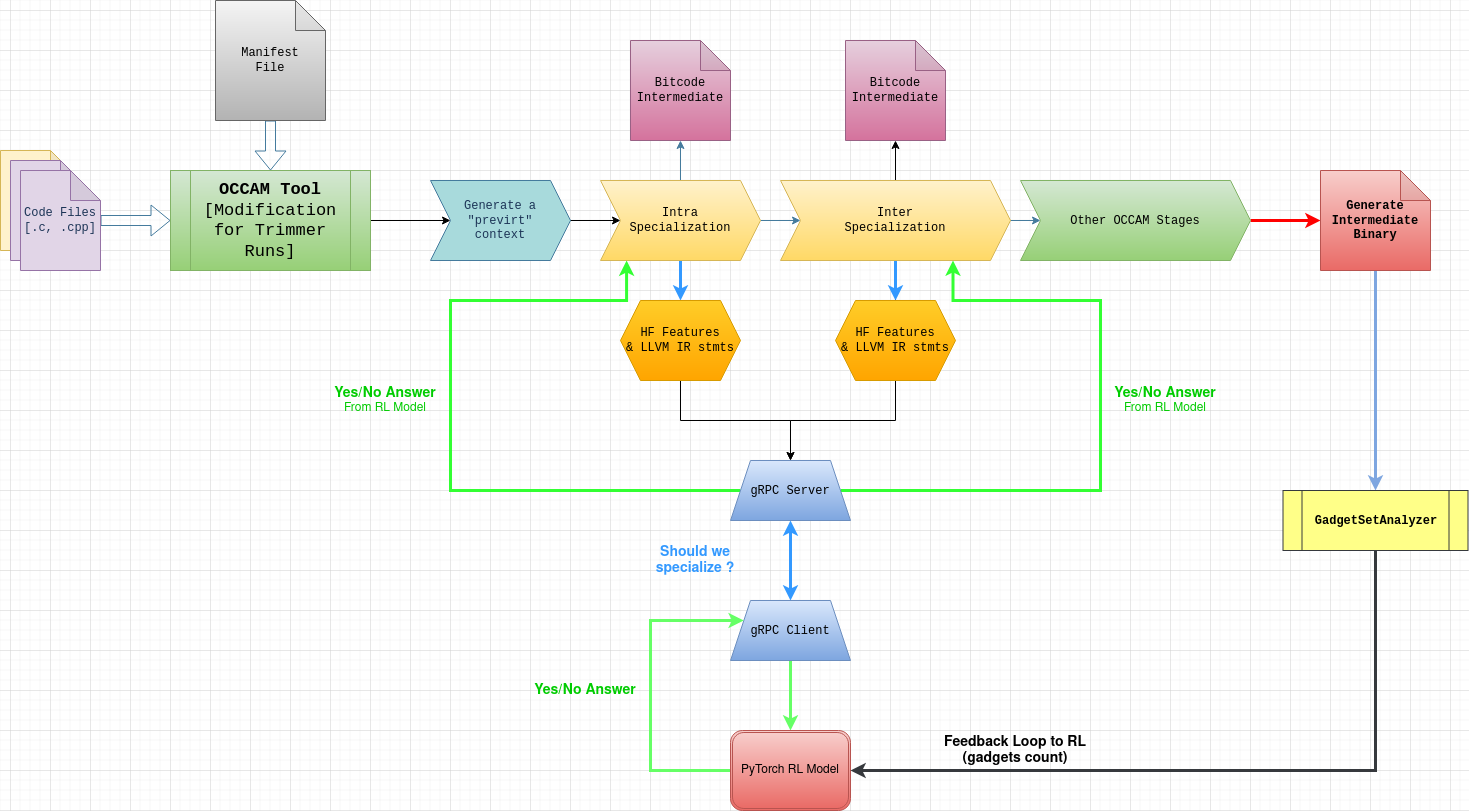 Manifest
File
Bitcode
Intermediate
Bitcode
Intermediate
Code Files
[.c, .cpp]
OCCAM Tool
[Modification
for Trimmer
Runs]
Generate a
"previrt"
context
Intra
Specialization
Inter
Specialization
Other OCCAM Stages
Generate
Intermediate
Binary
HF Features
& LLVM IR stmts
HF Features
& LLVM IR stmts
Yes/No Answer
From RL Model
Yes/No Answer
From RL Model
gRPC Server
GadgetSetAnalyzer
Should we
specialize ?
gRPC Client
Yes/No Answer
PyTorch RL Model
Feedback Loop to RL
(gadgets count)